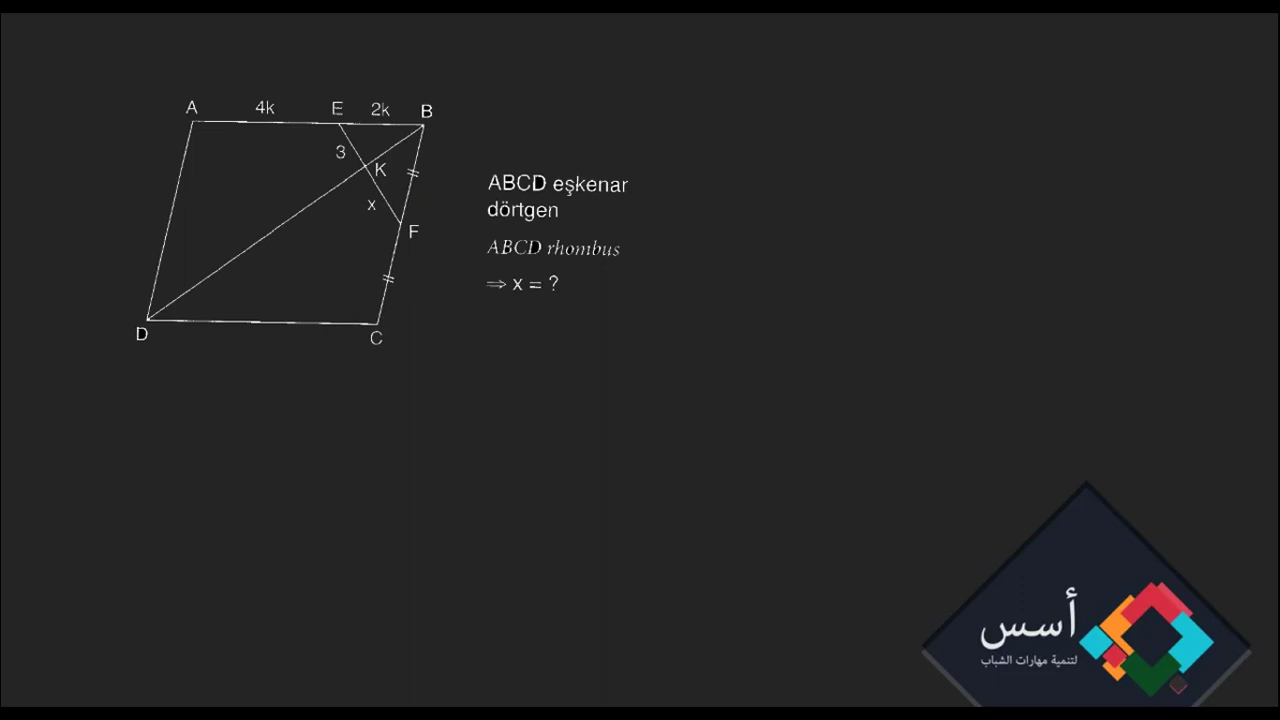 A 4k E 2k B
3
K
x
F
D
C
ABCD eşkenar
dörtgen
ABCD rhombus
⇒ x = ?
أسس
لتنمية مهارات الشباب